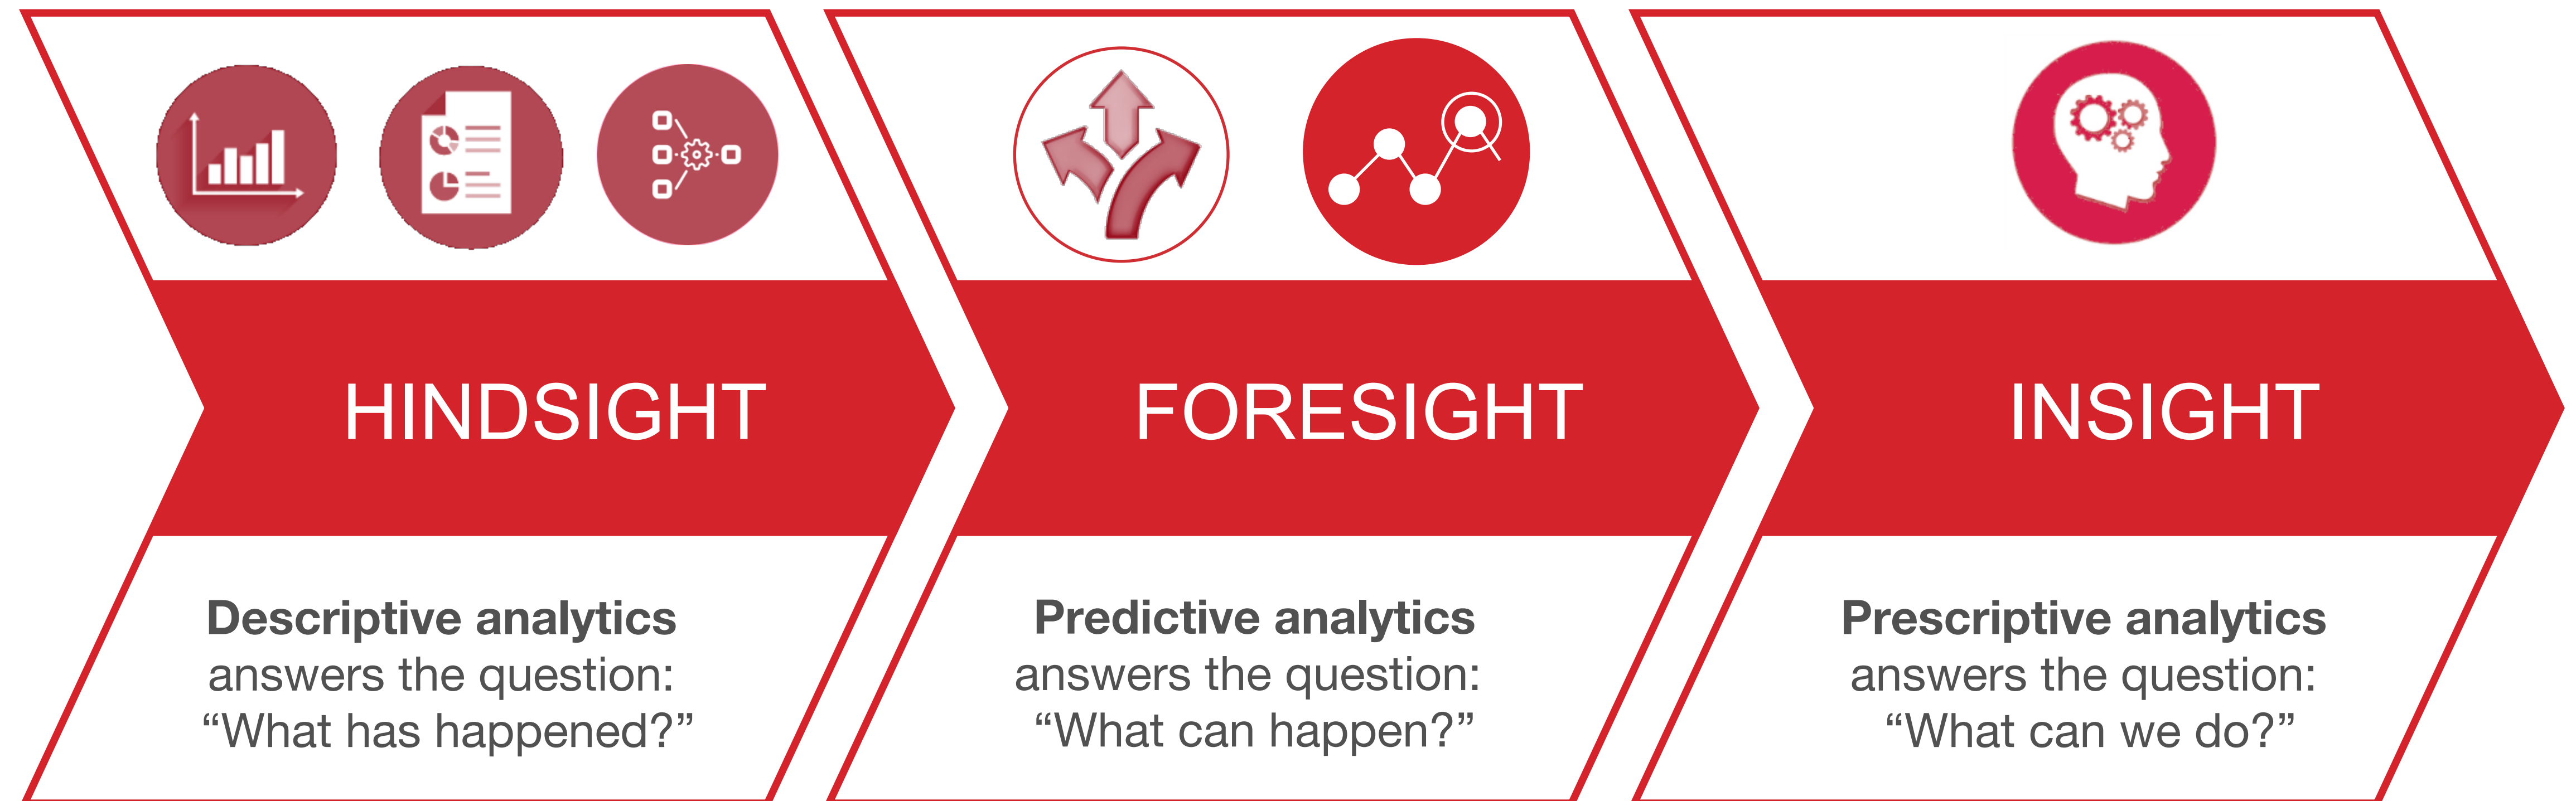 HINDSIGHT
Descriptive analytics
answers the question:
“What has happened?”
FORESIGHT
Predictive analytics
answers the question:
“What can happen?”
INSIGHT
Prescriptive analytics
answers the question:
“What can we do?”